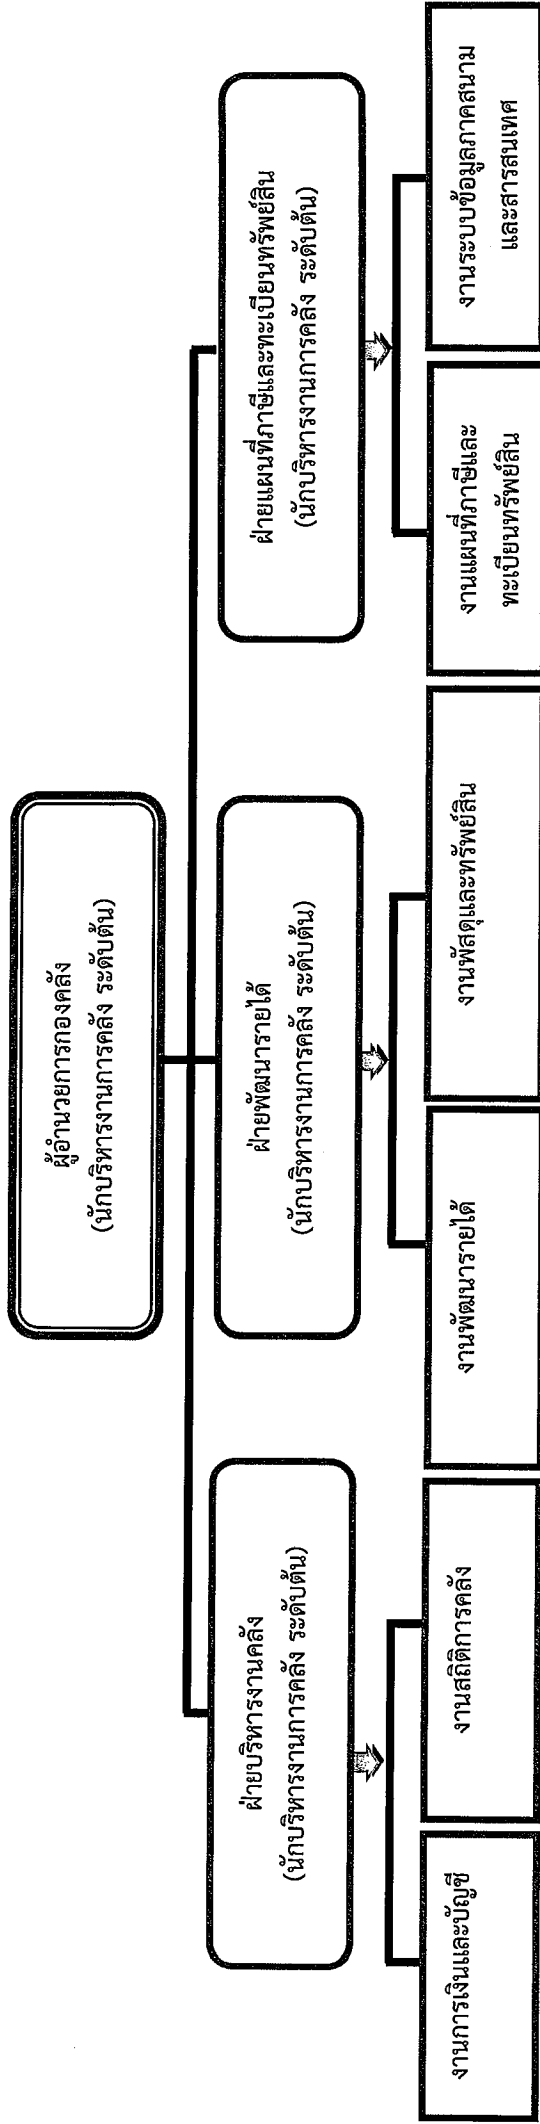 ผู้อำนวยการกองคลัง
(นักบริหารงานการคลัง ระดับต้น)
ฝ่ายบริหารงานคลัง
(นักบริหารงานการคลัง ระดับต้น)
ฝ่ายพัฒนารายได้
(นักบริหารงานการคลัง ระดับต้น)
ฝ่ายแผนที่ภาษีและทะเบียนทรัพย์สิน
(นักบริหารงานการคลัง ระดับต้น)
งานการเงินและบัญชี
งานสถิติการคลัง
งานพัฒนารายได้
งานพัสดุและทรัพย์สิน
งานแผนที่ภาษีและ
ทะเบียนทรัพย์สิน
งานระบบข้อมูลภาคสนาม
และสารสนเทศ